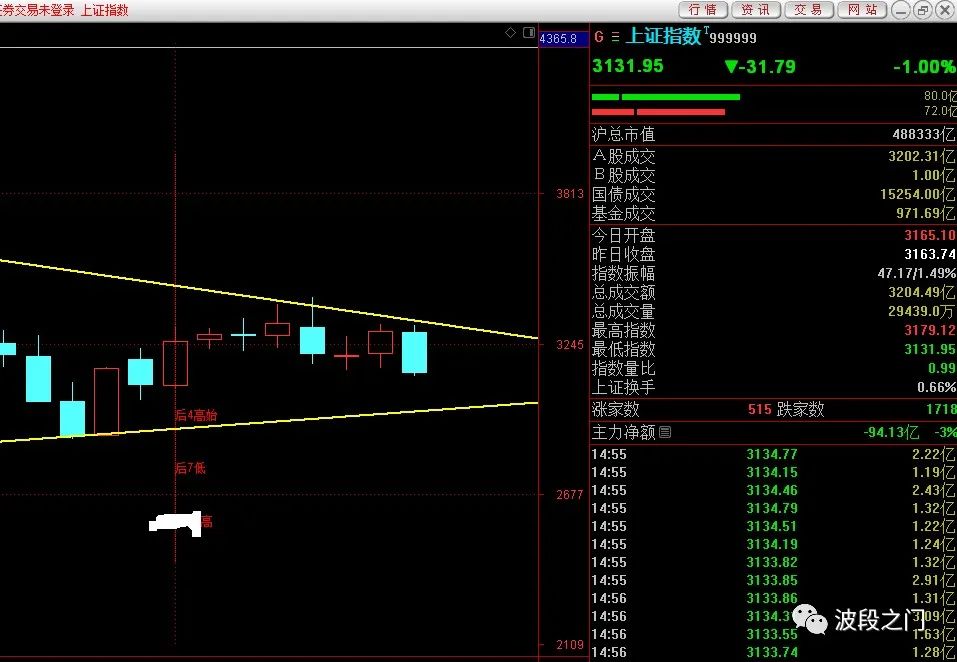 券交易未登录 上证指数
行情 资讯 交易 网站
4365.8
G 上证指数 T 999999
3131.95 ▼-31.79 -1.00%
80.0亿
72.0亿
沪总市值 488333亿
A股成交 3202.31亿
B股成交 1.00亿
国债成交 15254.00亿
基金成交 971.69亿
今日开盘 3165.10
昨日收盘 3163.74
指数振幅 47.17/1.49%
总成交额 3204.49亿
总成交量 29439.0万
最高指数 3179.12
最低指数 3131.95
指数量比 0.99
上证换手 0.66%
涨家数 515 跌家数 1718
主力净额 -94.13亿 -3%
14:55 3134.77 2.22亿
14:55 3134.15 1.19亿
14:55 3134.46 2.43亿
14:55 3134.79 1.32亿
14:55 3134.51 1.22亿
14:55 3134.19 1.24亿
14:55 3133.82 1.32亿
14:55 3133.85 2.91亿
14:56 3133.86 1.31亿
14:56 3134.3 3.09亿
14:56 3133.55 1.63亿
14:56 3133.74 1.28亿
3813
3245
2677
2109
后4高始
后7低
高
波段之门